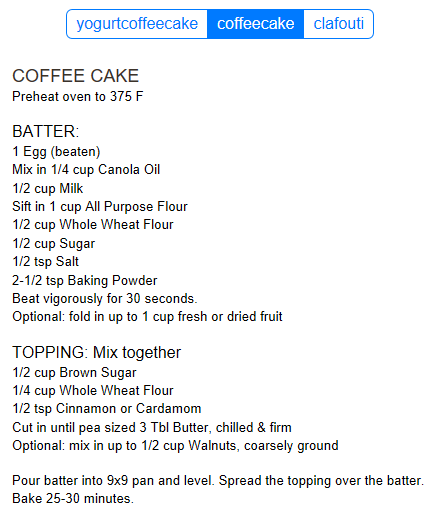 yogurtcoffeecake coffeecake clafouti
COFFEE CAKE
Preheat oven to 375 F
BATTER:
1 Egg (beaten)
Mix in 1/4 cup Canola Oil
1/2 cup Milk
Sift in 1 cup All Purpose Flour
1/2 cup Whole Wheat Flour
1/2 cup Sugar
1/2 tsp Salt
2-1/2 tsp Baking Powder
Beat vigorously for 30 seconds.
Optional: fold in up to 1 cup fresh or dried fruit
TOPPING: Mix together
1/2 cup Brown Sugar
1/4 cup Whole Wheat Flour
1/2 tsp Cinnamon or Cardamom
Cut in until pea sized 3 Tbl Butter, chilled & firm
Optional: mix in up to 1/2 cup Walnuts, coarsely ground
Pour batter into 9x9 pan and level. Spread the topping over the batter.
Bake 25-30 minutes.